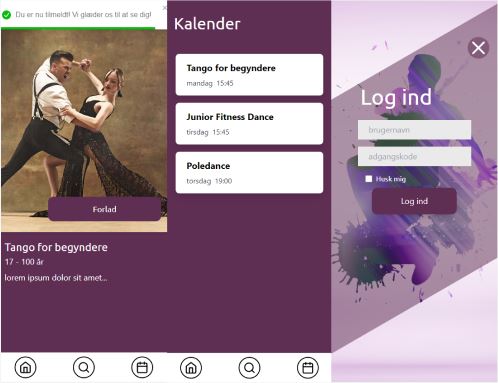 Du er nu tilmeldt! Vi glæder os til at se dig!
Forlad
Tango for begyndere
17 - 100 år
lorem ipsum dolor sit amet...
Kalender
Tango for begyndere
mandag 15:45
Junior Fitness Dance
tirsdag 15:45
Poledance
torsdag 19:00
Log ind
brugernavn
adgangskode
Husk mig
Log ind